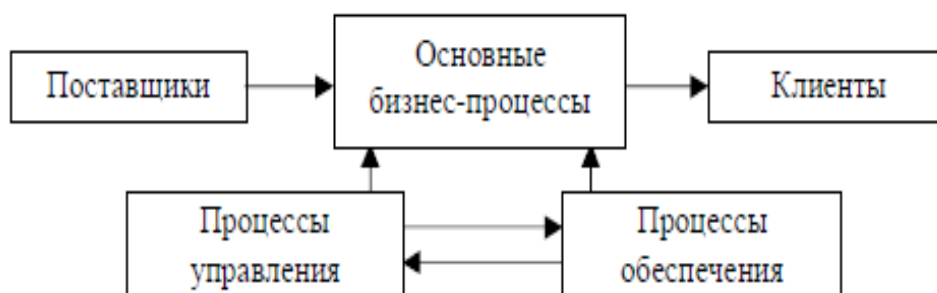 Поставщики
Основные
бизнес-процессы
Клиенты
Процессы
управления
Процессы
обеспечения